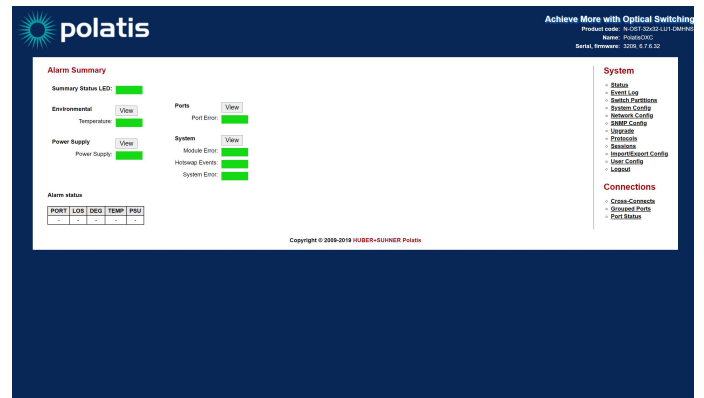 polatis
Achieve More with Optical Switching
Product code: N-OST-32x32-LU1-DMHNS
Name: PolatisOXC
Serial, firmware: 3209, 6.7.6.32
Alarm Summary
Summary Status LED:
Environmental View
Temperature:
Power Supply View
Power Supply:
Ports View
Port Error:
System View
Module Error:
Hotswap Events:
System Error:
Alarm status
PORT LOS DEG TEMP PSU
- - - - -
System
Status
Event Log
Switch Partitions
System Config
Network Config
SNMP Config
Upgrade
Protocols
Sessions
Import/Export Config
User Config
Logout
Connections
Cross-Connects
Grouped Ports
Port Status
Copyright © 2009-2019 HUBER+SUHNER Polatis